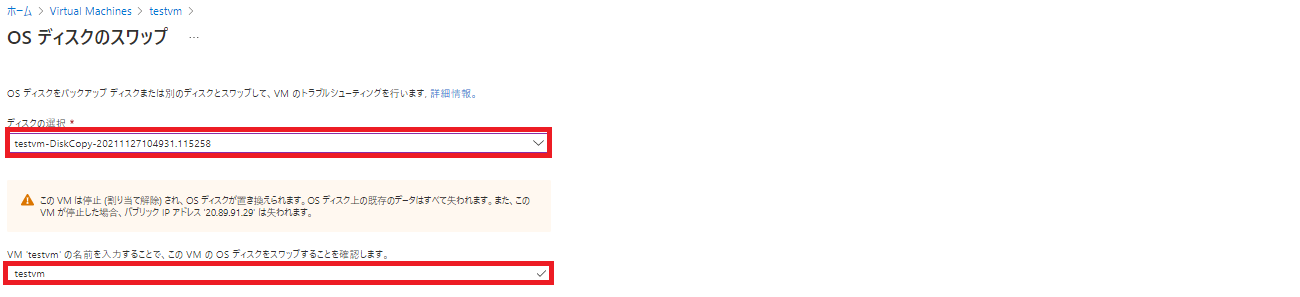 ホーム > Virtual Machines > testvm >
OS ディスクのスワップ ...
OS ディスクをバックアップ ディスクまたは別のディスクとスワップして、VM のトラブルシューティングを行います. 詳細情報。
ディスクの選択 *
testvm-DiskCopy-20211127104931.115258
この VM は停止 (割り当て解除) され、OS ディスクが置き換えられます。OS ディスク上の既存のデータはすべて失われます。また、この
VM が停止した場合、パブリック IP アドレス '20.89.91.29' は失われます。
VM 'testvm' の名前を入力することで、この VM の OS ディスクをスワップすることを確認します。
testvm